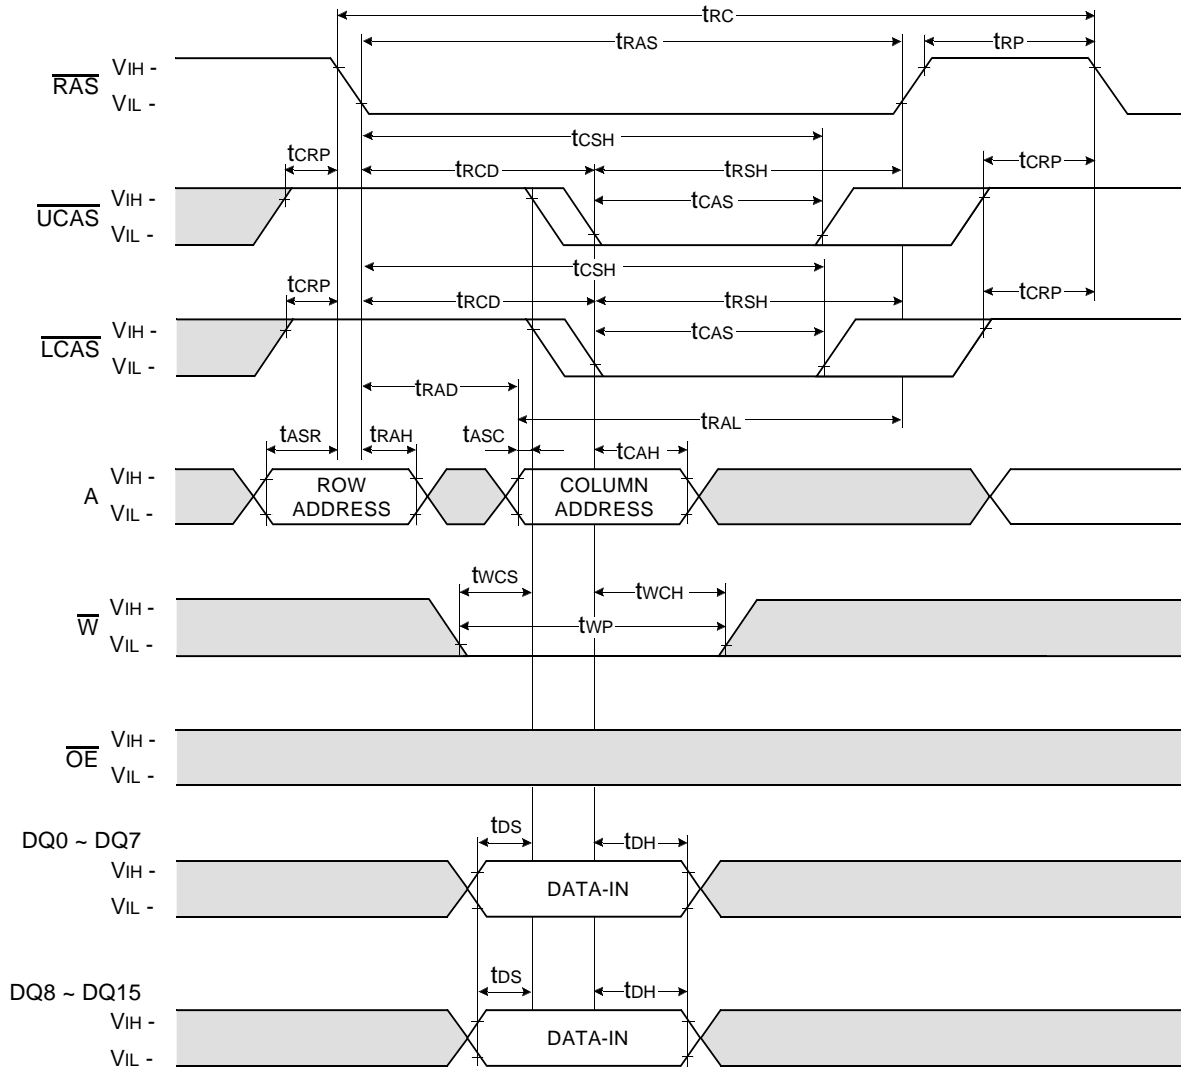 tRC
tRAS tRP
RAS VIH -
VIL -
tCSH
tCRP tRCD tRSH tCRP
UCAS VIH - tCAS
VIL -
tCSH
tCRP tRCD tRSH tCRP
LCAS VIH - tCAS
VIL -
tRAD
tRAL
tASR tRAH tASC tCAH
A VIH - ROW ADDRESS COLUMN ADDRESS
VIL -
tWCS tWCH
W VIH - tWP
VIL -
OE VIH -
VIL -
DQ0 ~ DQ7 tDS tDH
VIH -
DATA-IN
VIL -
DQ8 ~ DQ15 tDS tDH
VIH -
DATA-IN
VIL -